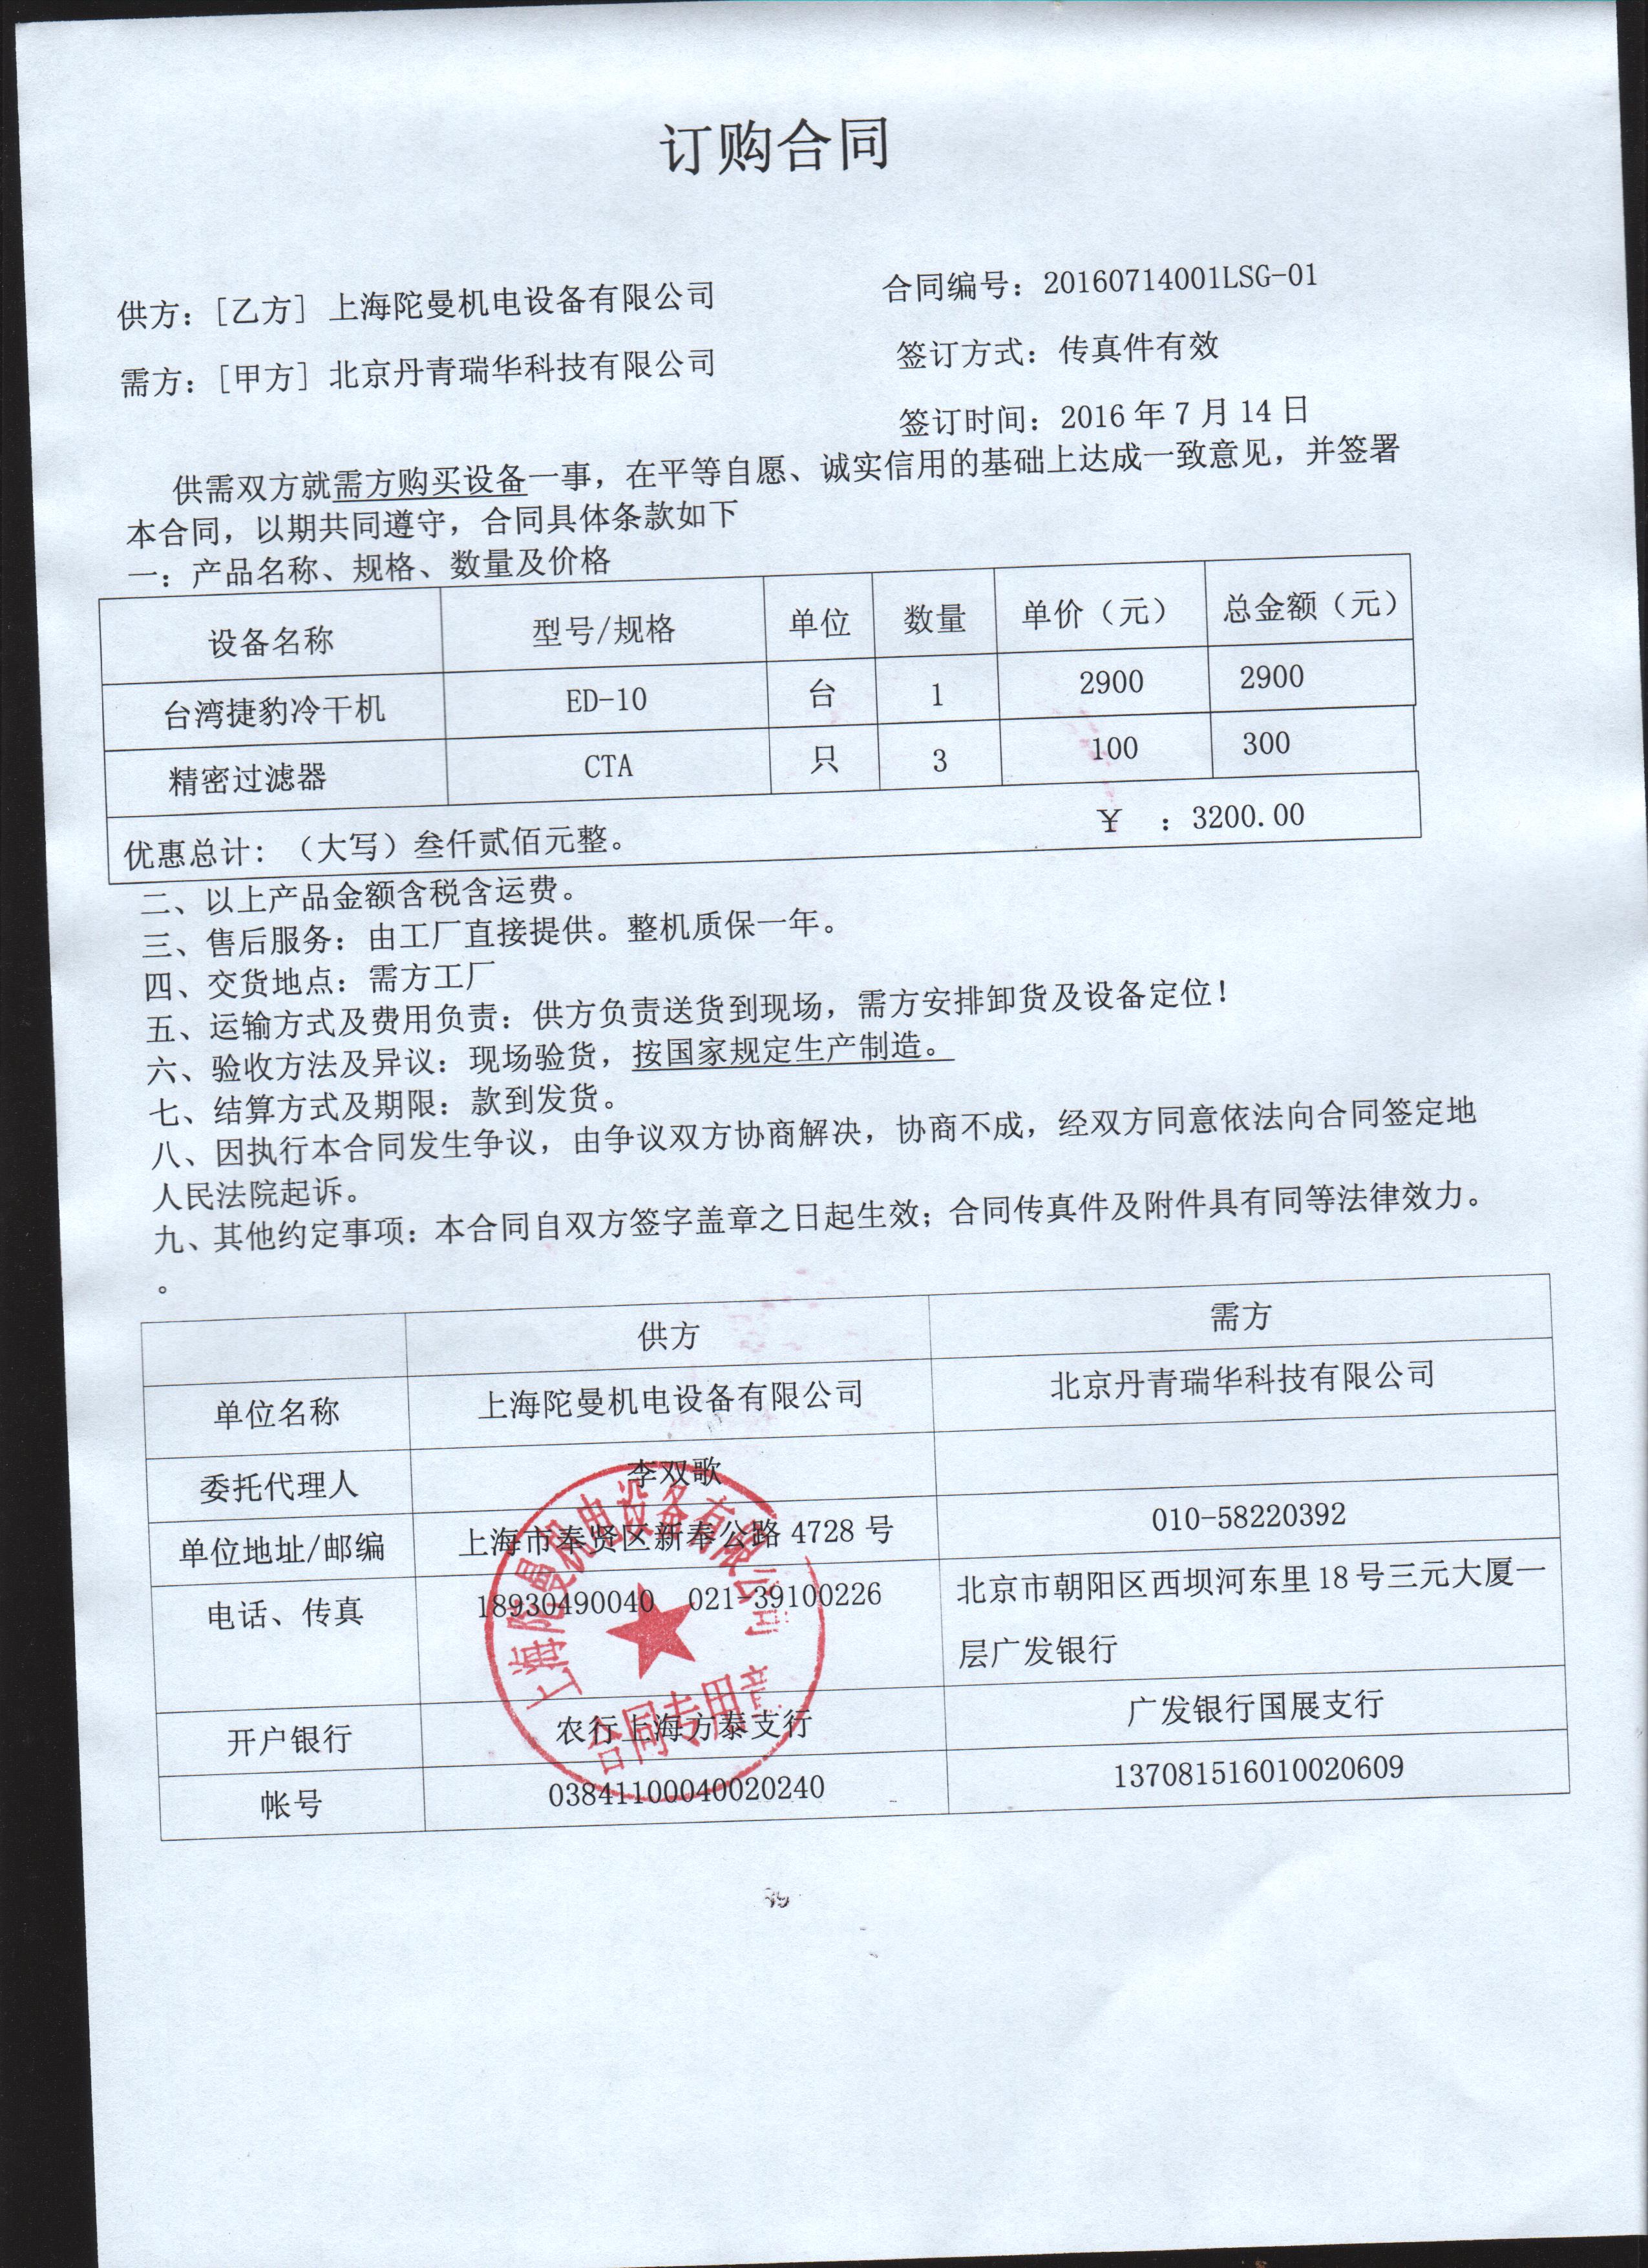 订购合同
供方：[乙方] 上海陀曼机电设备有限公司
合同编号：20160714001LSG-01
需方：[甲方] 北京丹青瑞华科技有限公司
签订方式：传真件有效
签订时间：2016 年 7 月 14 日
供需双方就需方购买设备一事，在平等自愿、诚实信用的基础上达成一致意见，并签署
本合同，以期共同遵守，合同具体条款如下
一：产品名称、规格、数量及价格
设备名称 型号/规格 单位 数量 单价（元） 总金额（元）
台湾捷豹冷干机 ED-10 台 1 2900 2900
精密过滤器 CTA 只 3 100 300
优惠总计：（大写）叁仟贰佰元整。 ￥ ：3200.00
二、以上产品金额含税含运费。
三、售后服务：由工厂直接提供。整机质保一年。
四、交货地点：需方工厂
五、运输方式及费用负责：供方负责送货到现场，需方安排卸货及设备定位！
六、验收方法及异议：现场验货，按国家规定生产制造。
七、结算方式及期限：款到发货。
八、因执行本合同发生争议，由争议双方协商解决，协商不成，经双方同意依法向合同签定地
人民法院起诉。
九、其他约定事项：本合同自双方签字盖章之日起生效；合同传真件及附件具有同等法律效力。
。
供方 需方
单位名称 上海陀曼机电设备有限公司 北京丹青瑞华科技有限公司
委托代理人 李双歌
单位地址/邮编 上海市奉贤区新奉公路 4728 号 010-58220392
电话、传真 18930490040 021-39100226 北京市朝阳区西坝河东里 18 号三元大厦一
层广发银行
开户银行 农行上海方泰支行 广发银行国展支行
帐号 03841100040020240 137081516010020609
上海陀曼机电设备有限公司
合同专用章